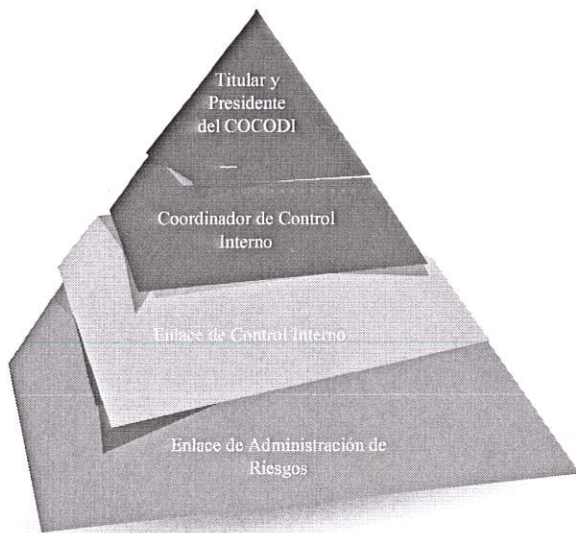 Titular y
Presidente
del COCODI
Coordinador de Control
Interno
Enlace de Control Interno
Enlace de Administración de
Riesgos